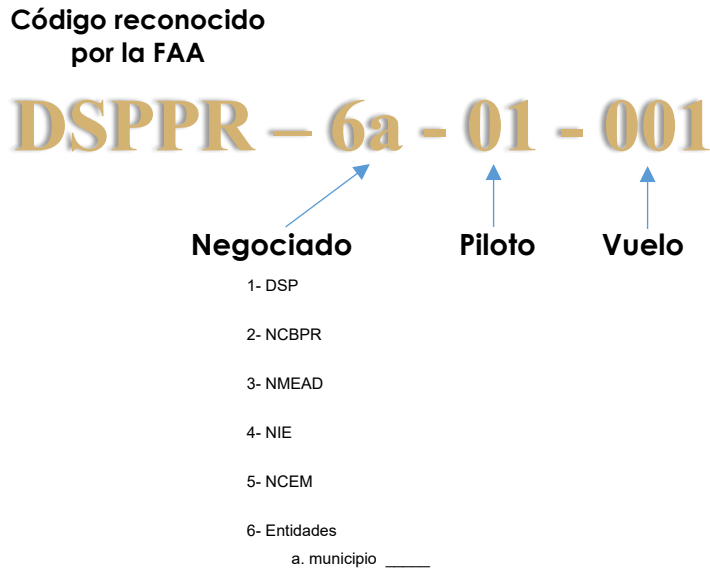 Código reconocido
por la FAA
DSPPR – 6a - 01 - 001
Negociado Piloto Vuelo
1- DSP
2- NCBPR
3- NMEAD
4- NIE
5- NCEM
6- Entidades
a. municipio _____